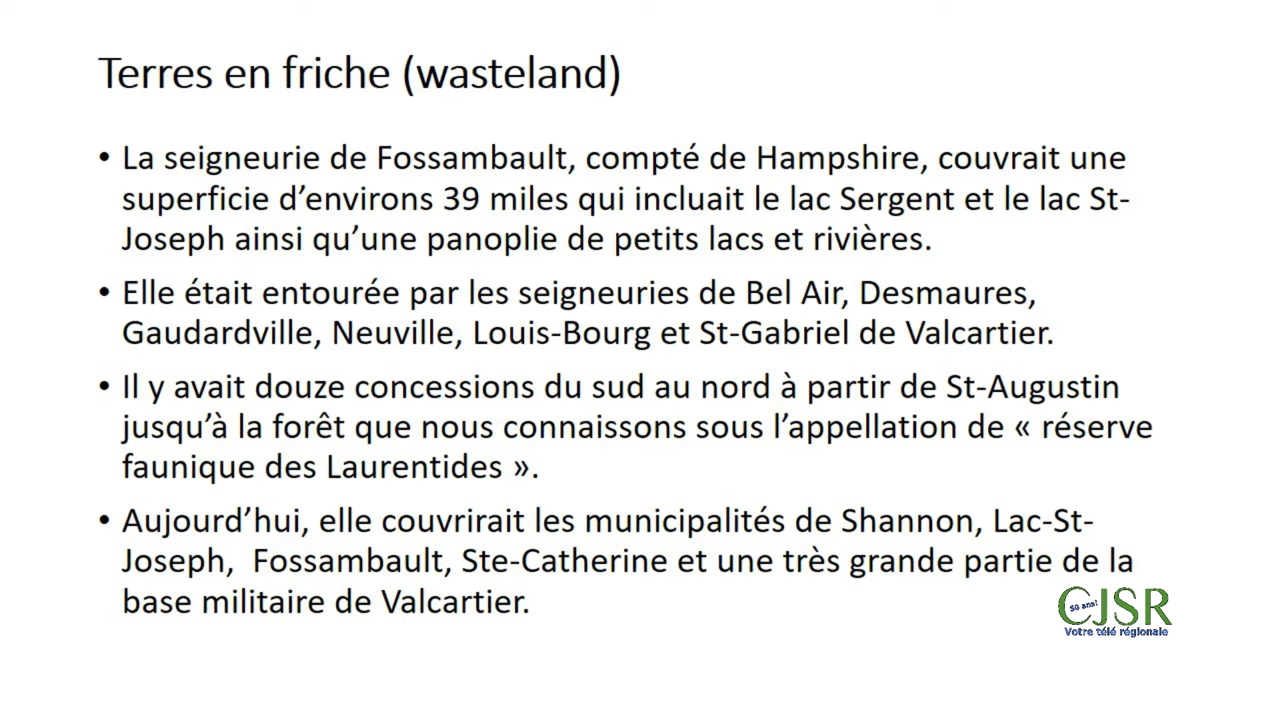 Terres en friche (wasteland)
• La seigneurie de Fossambault, compté de Hampshire, couvrait une
superficie d’environs 39 miles qui incluait le lac Sergent et le lac St-
Joseph ainsi qu’une panoplie de petits lacs et rivières.
• Elle était entourée par les seigneuries de Bel Air, Desmaures,
Gaudardville, Neuville, Louis-Bourg et St-Gabriel de Valcartier.
• Il y avait douze concessions du sud au nord à partir de St-Augustin
jusqu’à la forêt que nous connaissons sous l’appellation de « réserve
faunique des Laurentides ».
• Aujourd’hui, elle couvrirait les municipalités de Shannon, Lac-St-
Joseph,  Fossambault, Ste-Catherine et une très grande partie de la
base militaire de Valcartier.
CJSR
50 ans!
Votre télé régionale